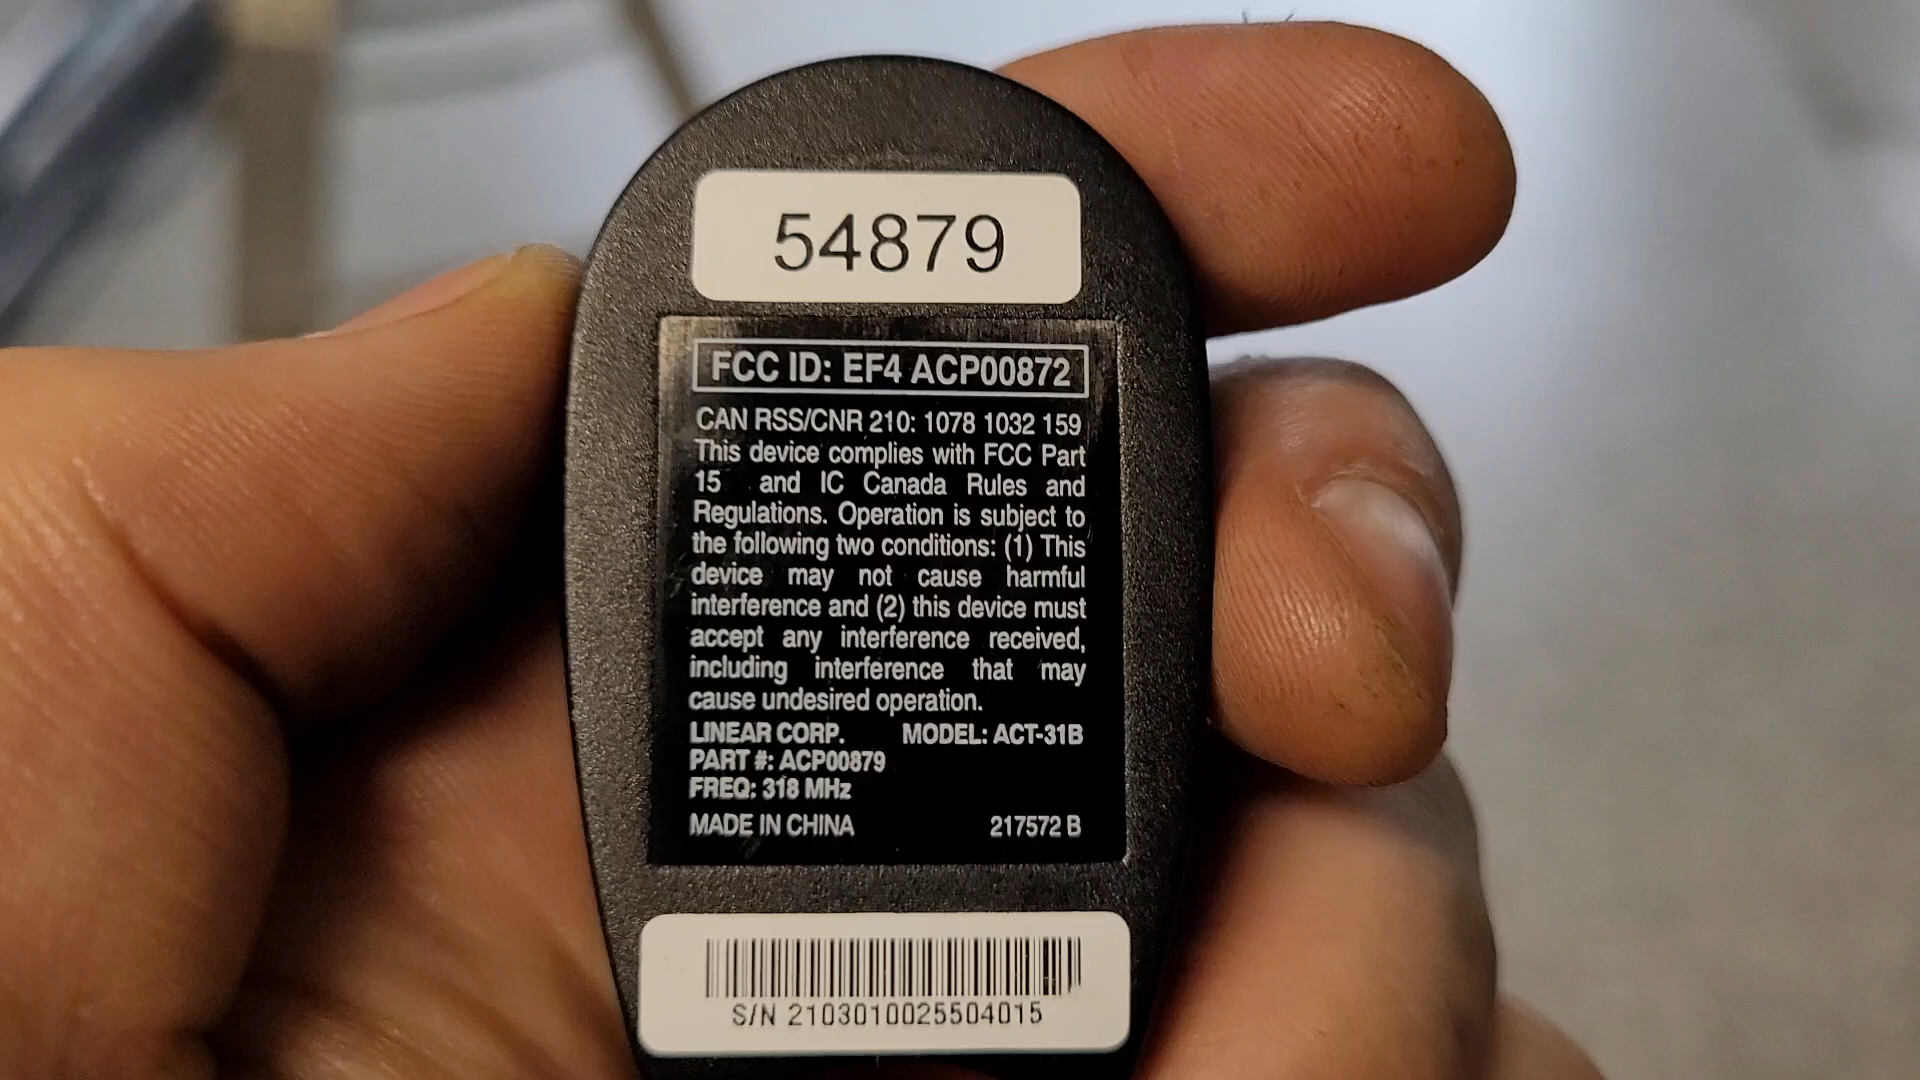 54879
FCC ID: EF4 ACP00872
CAN RSS/CNR 210: 1078 1032 159
This device complies with FCC Part
15 and IC Canada Rules and
Regulations. Operation is subject to
the following two conditions: (1) This
device may not cause harmful
interference and (2) this device must
accept any interference received,
including interference that may
cause undesired operation.
LINEAR CORP. MODEL: ACT-31B
PART #: ACP00879
FREQ: 318 MHz
MADE IN CHINA 217572 B
S/N 2103010025504015